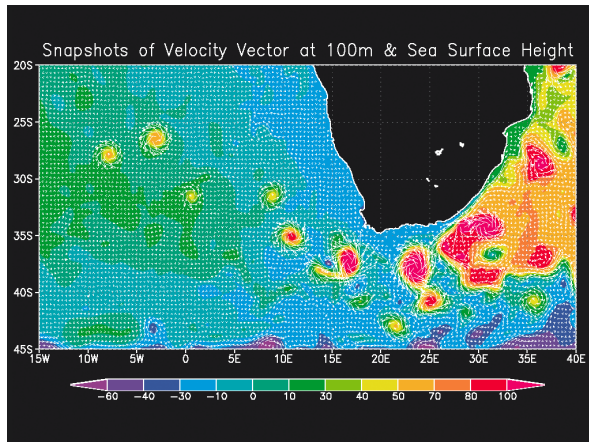 Snapshots of Velocity Vector at 100m & Sea Surface Height
20S
25S
30S
35S
40S
45S
15W 10W 5W 0 5E 10E 15E 20E 25E 30E 35E 40E
-60 -40 -30 -10 0 10 30 40 50 70 80 100